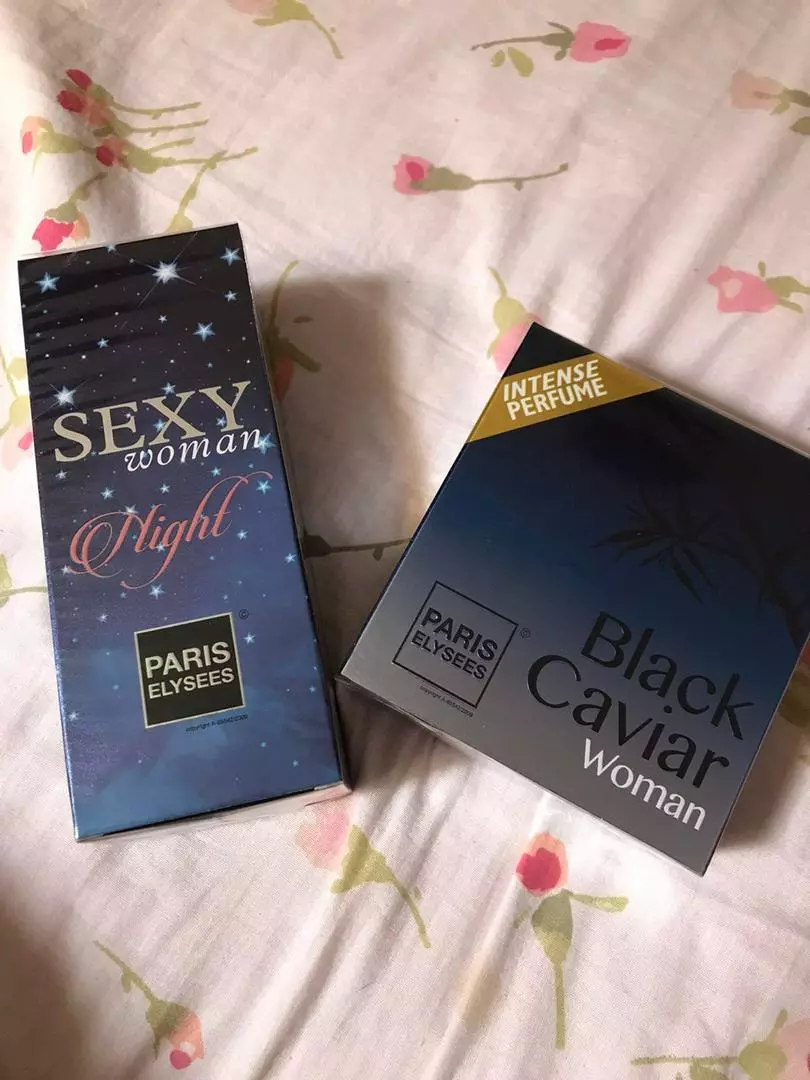 SEXY
woman
Night
©
PARIS
ELYSEES
INTENSE
PERFUME
PARIS
ELYSEES
©
Black
Caviar
Woman